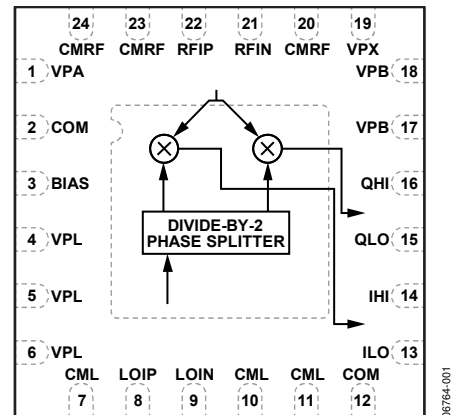 24 23 22 21 20 19
CMRF CMRF RFIP RFIN CMRF VPX
1 VPA
VPB 18
2 COM
VPB 17
3 BIAS
QHI 16
DIVIDE-BY-2
PHASE SPLITTER
4 VPL
QLO 15
5 VPL
IHI 14
6 VPL
ILO 13
CML LOIP LOIN CML CML COM
7 8 9 10 11 12
06764-001